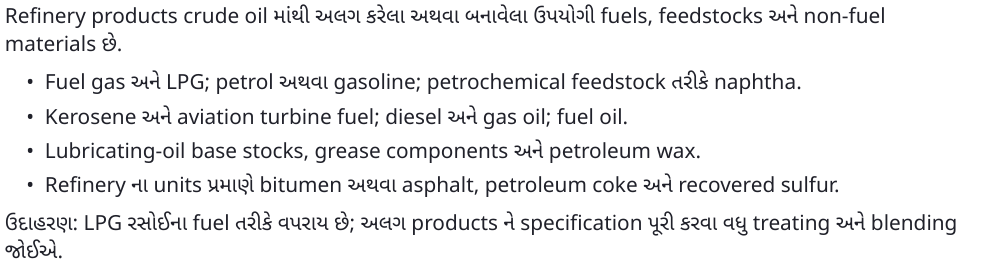 Refinery products crude oil માંથી અલગ કરેલા અથવા બનાવેલા ઉપયોગી fuels, feedstocks અને non-fuel
materials છે.
• Fuel gas અને LPG; petrol અથવા gasoline; petrochemical feedstock તરીકે naphtha.
• Kerosene અને aviation turbine fuel; diesel અને gas oil; fuel oil.
• Lubricating-oil base stocks, grease components અને petroleum wax.
• Refinery ના units પ્રમાણે bitumen અથવા asphalt, petroleum coke અને recovered sulfur.
ઉદાહરણ: LPG રસોઈના fuel તરીકે વપરાય છે; અલગ products ને specification પૂરી કરવા વધુ treating અને blending
જોઈએ.